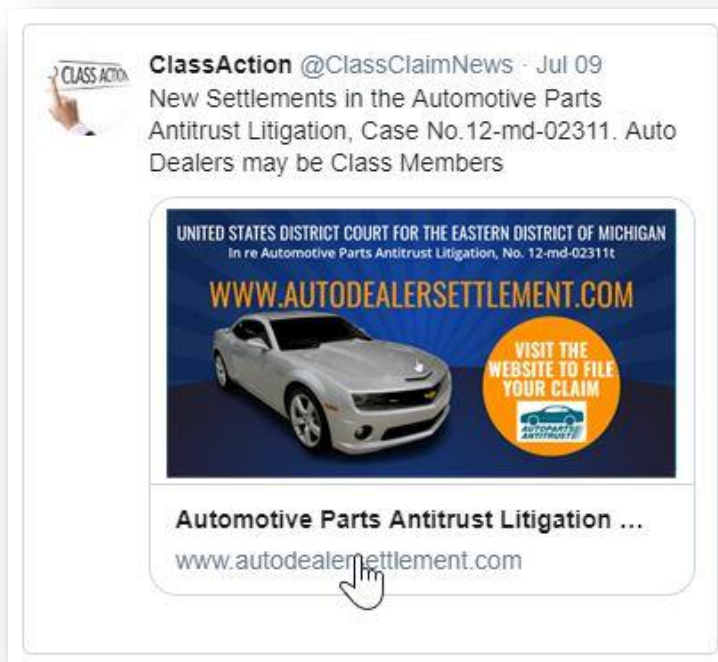 CLASS ACTION
ClassAction @ClassClaimNews · Jul 09
New Settlements in the Automotive Parts
Antitrust Litigation, Case No.12-md-02311. Auto
Dealers may be Class Members
UNITED STATES DISTRICT COURT FOR THE EASTERN DISTRICT OF MICHIGAN
In re Automotive Parts Antitrust Litigation, No. 12-md-02311t
WWW.AUTODEALERSETTLEMENT.COM
VISIT THE
WEBSITE TO FILE
YOUR CLAIM
AUTOPARTS
ANTITRUST
Automotive Parts Antitrust Litigation ...
www.autodealersettlement.com